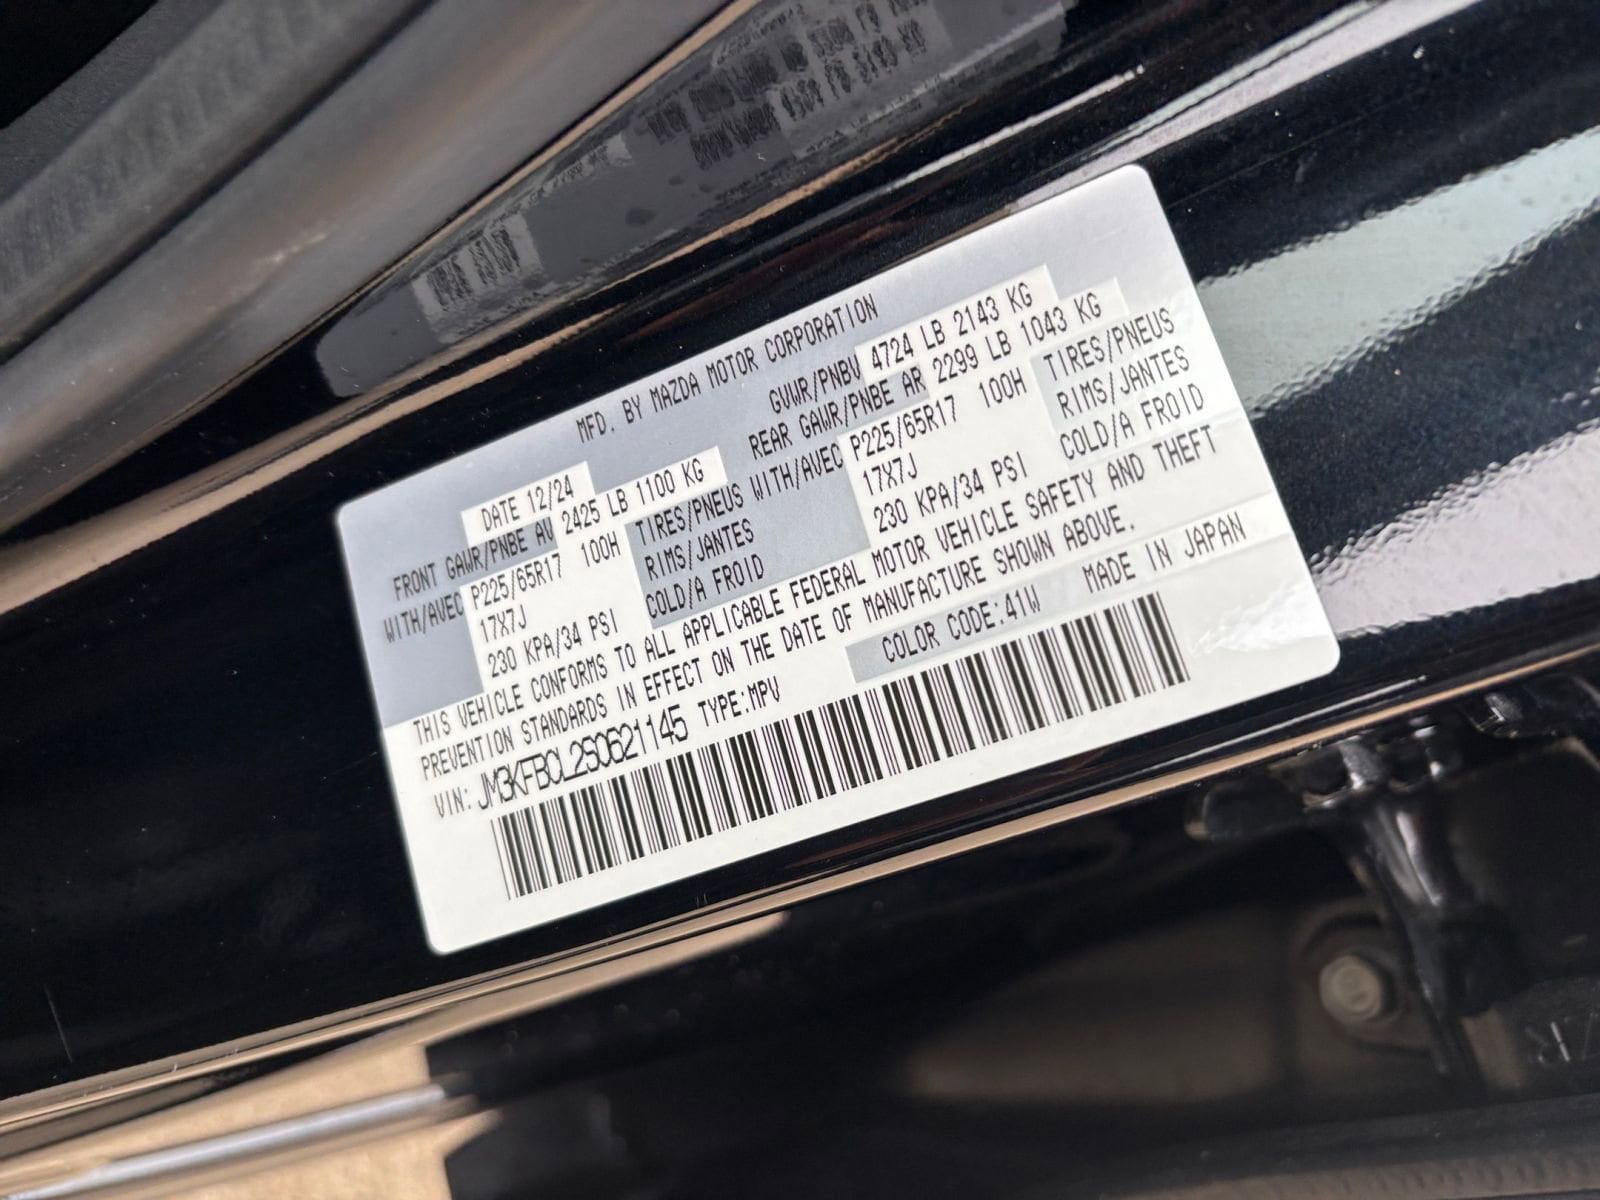 MFD. BY MAZDA MOTOR CORPORATION
DATE 12/24 GVWR/PNBV 4724 LB 2143 KG
FRONT GAWR/PNBE AV 2425 LB 1100 KG REAR GAWR/PNBE AR 2299 LB 1043 KG
WITH/AVEC P225/65R17 100H TIRES/PNEUS WITH/AVEC P225/65R17 100H TIRES/PNEUS
17X7J RIMS/JANTES 17X7J RIMS/JANTES
230 KPA/34 PSI COLD/A FROID 230 KPA/34 PSI COLD/A FROID
THIS VEHICLE CONFORMS TO ALL APPLICABLE FEDERAL MOTOR VEHICLE SAFETY AND THEFT
PREVENTION STANDARDS IN EFFECT ON THE DATE OF MANUFACTURE SHOWN ABOVE.
VIN: JM3KFBCL2S0621145 TYPE:MPV COLOR CODE:41W MADE IN JAPAN